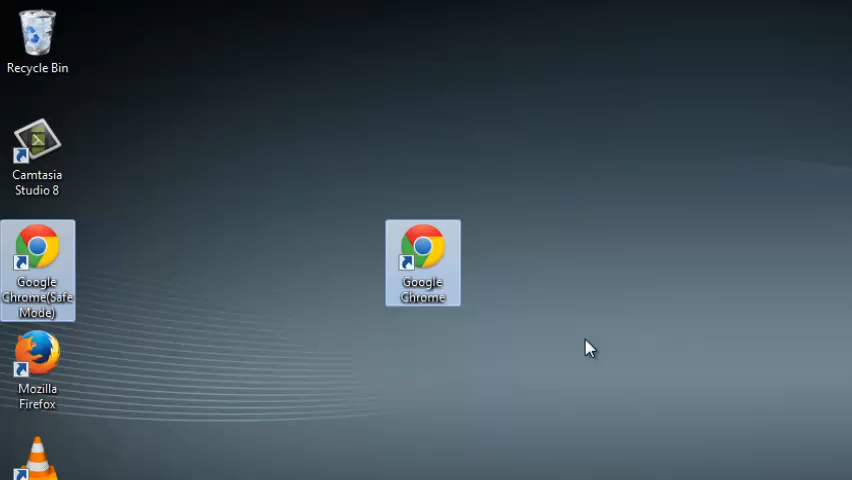 Recycle Bin
Camtasia
Studio 8
Google
Chrome(Safe
Mode)
Google
Chrome
Mozilla
Firefox